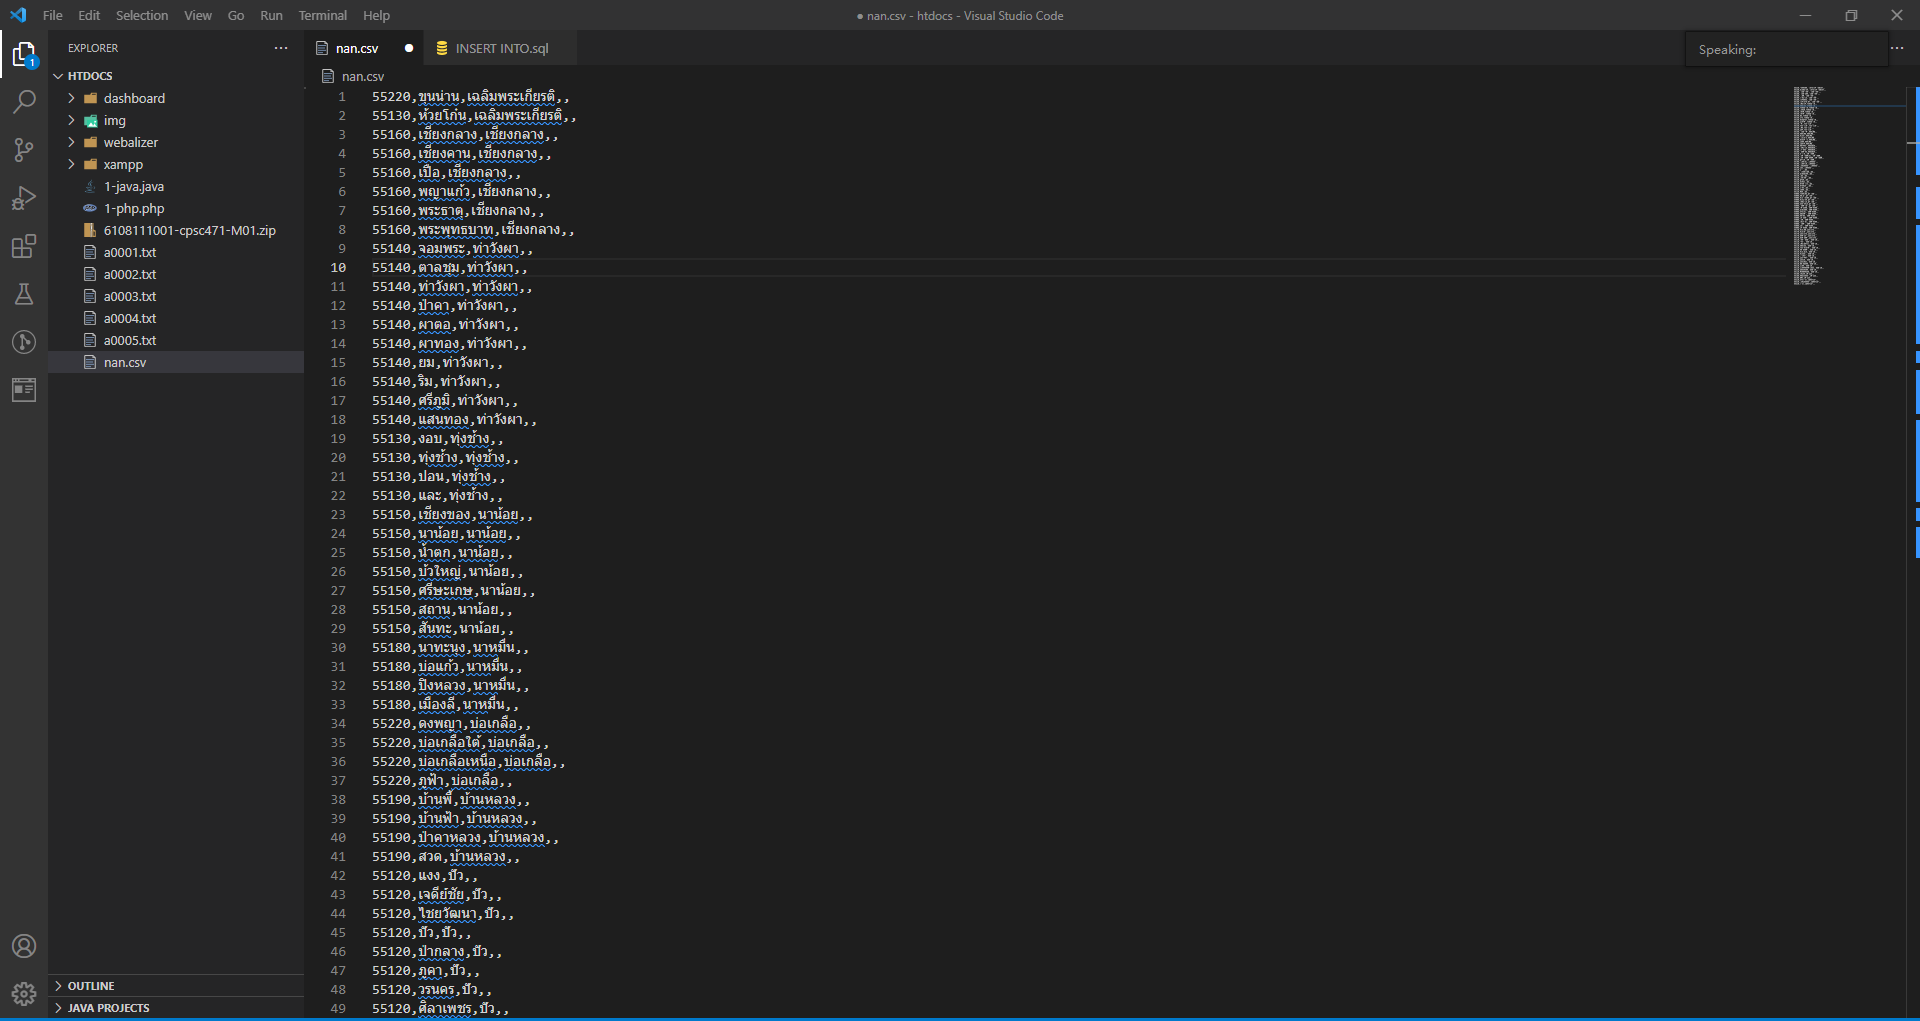 File Edit Selection View Go Run Terminal Help
● nan.csv - htdocs - Visual Studio Code
EXPLORER
nan.csv
INSERT INTO.sql
Speaking:
HTDOCS
dashboard
img
webalizer
xampp
1-java.java
1-php.php
6108111001-cpsc471-M01.zip
a0001.txt
a0002.txt
a0003.txt
a0004.txt
a0005.txt
nan.csv
OUTLINE
JAVA PROJECTS
1
nan.csv
1 55220,ขุนน่าน,เฉลิมพระเกียรติ,,
2 55130,ห้วยโก๋น,เฉลิมพระเกียรติ,,
3 55160,เชียงกลาง,เชียงกลาง,,
4 55160,เชียงคาน,เชียงกลาง,,
5 55160,เปือ,เชียงกลาง,,
6 55160,พญาแก้ว,เชียงกลาง,,
7 55160,พระธาตุ,เชียงกลาง,,
8 55160,พระพุทธบาท,เชียงกลาง,,
9 55140,จอมพระ,ท่าวังผา,,
10 55140,ตาลชุม,ท่าวังผา,,
11 55140,ท่าวังผา,ท่าวังผา,,
12 55140,ป่าคา,ท่าวังผา,,
13 55140,ผาตอ,ท่าวังผา,,
14 55140,ผาทอง,ท่าวังผา,,
15 55140,ยม,ท่าวังผา,,
16 55140,ริม,ท่าวังผา,,
17 55140,ศรีภูมิ,ท่าวังผา,,
18 55140,แสนทอง,ท่าวังผา,,
19 55130,งอบ,ทุ่งช้าง,,
20 55130,ทุ่งช้าง,ทุ่งช้าง,,
21 55130,ปอน,ทุ่งช้าง,,
22 55130,และ,ทุ่งช้าง,,
23 55150,เชียงของ,นาน้อย,,
24 55150,นาน้อย,นาน้อย,,
25 55150,น้ำตก,นาน้อย,,
26 55150,บัวใหญ่,นาน้อย,,
27 55150,ศรีษะเกษ,นาน้อย,,
28 55150,สถาน,นาน้อย,,
29 55150,สันทะ,นาน้อย,,
30 55180,นาทะนุง,นาหมื่น,,
31 55180,บ่อแก้ว,นาหมื่น,,
32 55180,ปิงหลวง,นาหมื่น,,
33 55180,เมืองลี,นาหมื่น,,
34 55220,ดงพญา,บ่อเกลือ,,
35 55220,บ่อเกลือใต้,บ่อเกลือ,,
36 55220,บ่อเกลือเหนือ,บ่อเกลือ,,
37 55220,ภูฟ้า,บ่อเกลือ,,
38 55190,บ้านพี้,บ้านหลวง,,
39 55190,บ้านฟ้า,บ้านหลวง,,
40 55190,ป่าคาหลวง,บ้านหลวง,,
41 55190,สวด,บ้านหลวง,,
42 55120,แงง,ปัว,,
43 55120,เจดีย์ชัย,ปัว,,
44 55120,ไชยวัฒนา,ปัว,,
45 55120,ปัว,ปัว,,
46 55120,ป่ากลาง,ปัว,,
47 55120,ภูคา,ปัว,,
48 55120,วรนคร,ปัว,,
49 55120,ศิลาเพชร,ปัว,,